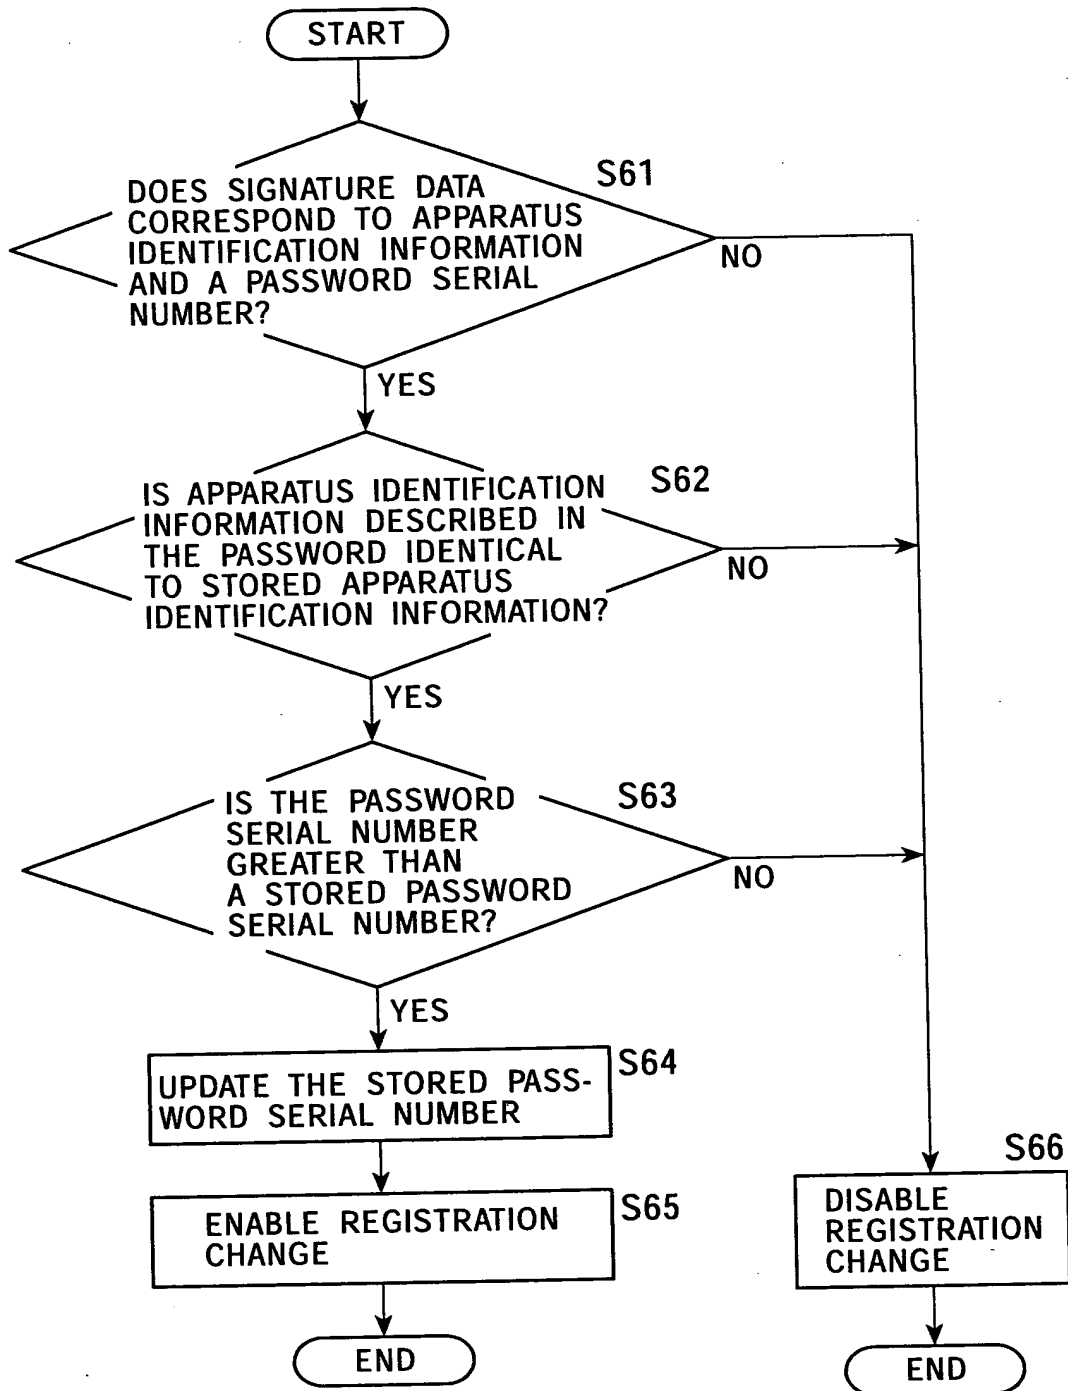 START
S61
DOES SIGNATURE DATA
CORRESPOND TO APPARATUS
IDENTIFICATION INFORMATION
AND A PASSWORD SERIAL
NUMBER?
NO
YES
S62
IS APPARATUS IDENTIFICATION
INFORMATION DESCRIBED IN
THE PASSWORD IDENTICAL
TO STORED APPARATUS
IDENTIFICATION INFORMATION?
NO
YES
S63
IS THE PASSWORD
SERIAL NUMBER
GREATER THAN
A STORED PASSWORD
SERIAL NUMBER?
NO
YES
S64
UPDATE THE STORED PASS-
WORD SERIAL NUMBER
S65
ENABLE REGISTRATION
CHANGE
END
S66
DISABLE
REGISTRATION
CHANGE
END